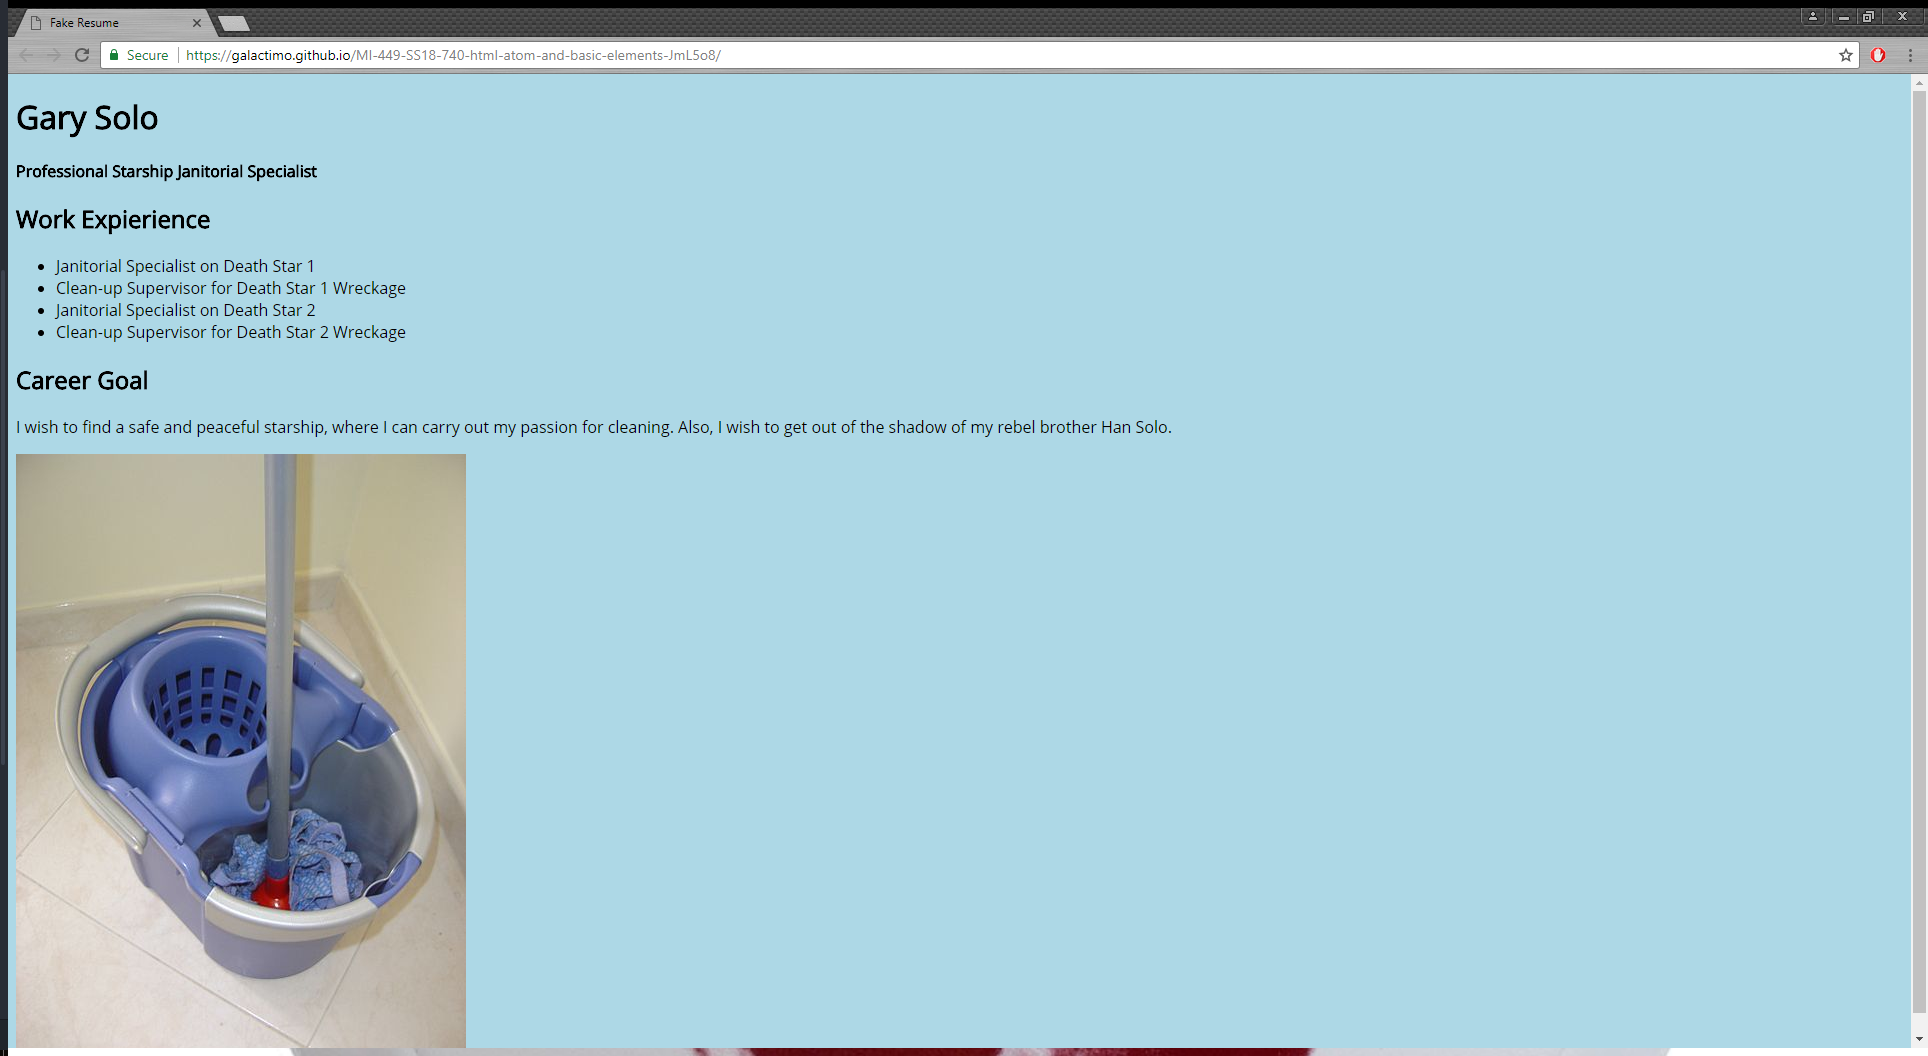 Fake Resume
Secure https://galactimo.github.io/MI-449-SS18-740-html-atom-and-basic-elements-JmL5o8/
Gary Solo
Professional Starship Janitorial Specialist
Work Expierience
Janitorial Specialist on Death Star 1
Clean-up Supervisor for Death Star 1 Wreckage
Janitorial Specialist on Death Star 2
Clean-up Supervisor for Death Star 2 Wreckage
Career Goal
I wish to find a safe and peaceful starship, where I can carry out my passion for cleaning. Also, I wish to get out of the shadow of my rebel brother Han Solo.